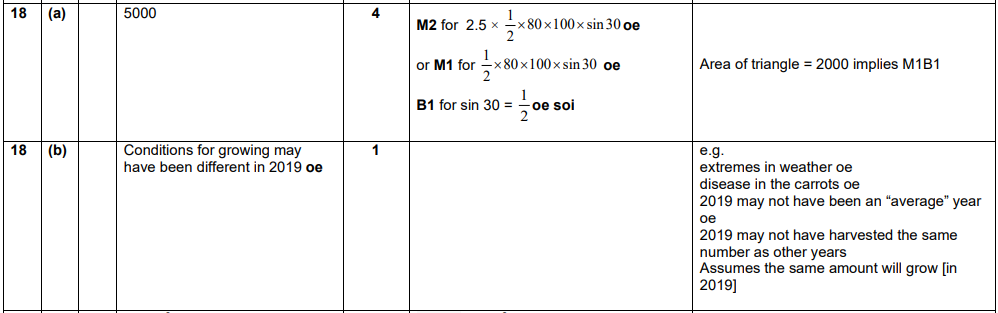 18 (a) 5000 4 M2 for 2.5 × 1/2 ×80×100×sin 30 oe
or M1 for 1/2 ×80×100×sin 30 oe Area of triangle = 2000 implies M1B1
B1 for sin 30 = 1/2 oe soi
18 (b) Conditions for growing may 1 e.g.
have been different in 2019 oe extremes in weather oe
disease in the carrots oe
2019 may not have been an “average” year
oe
2019 may not have harvested the same
number as other years
Assumes the same amount will grow [in
2019]